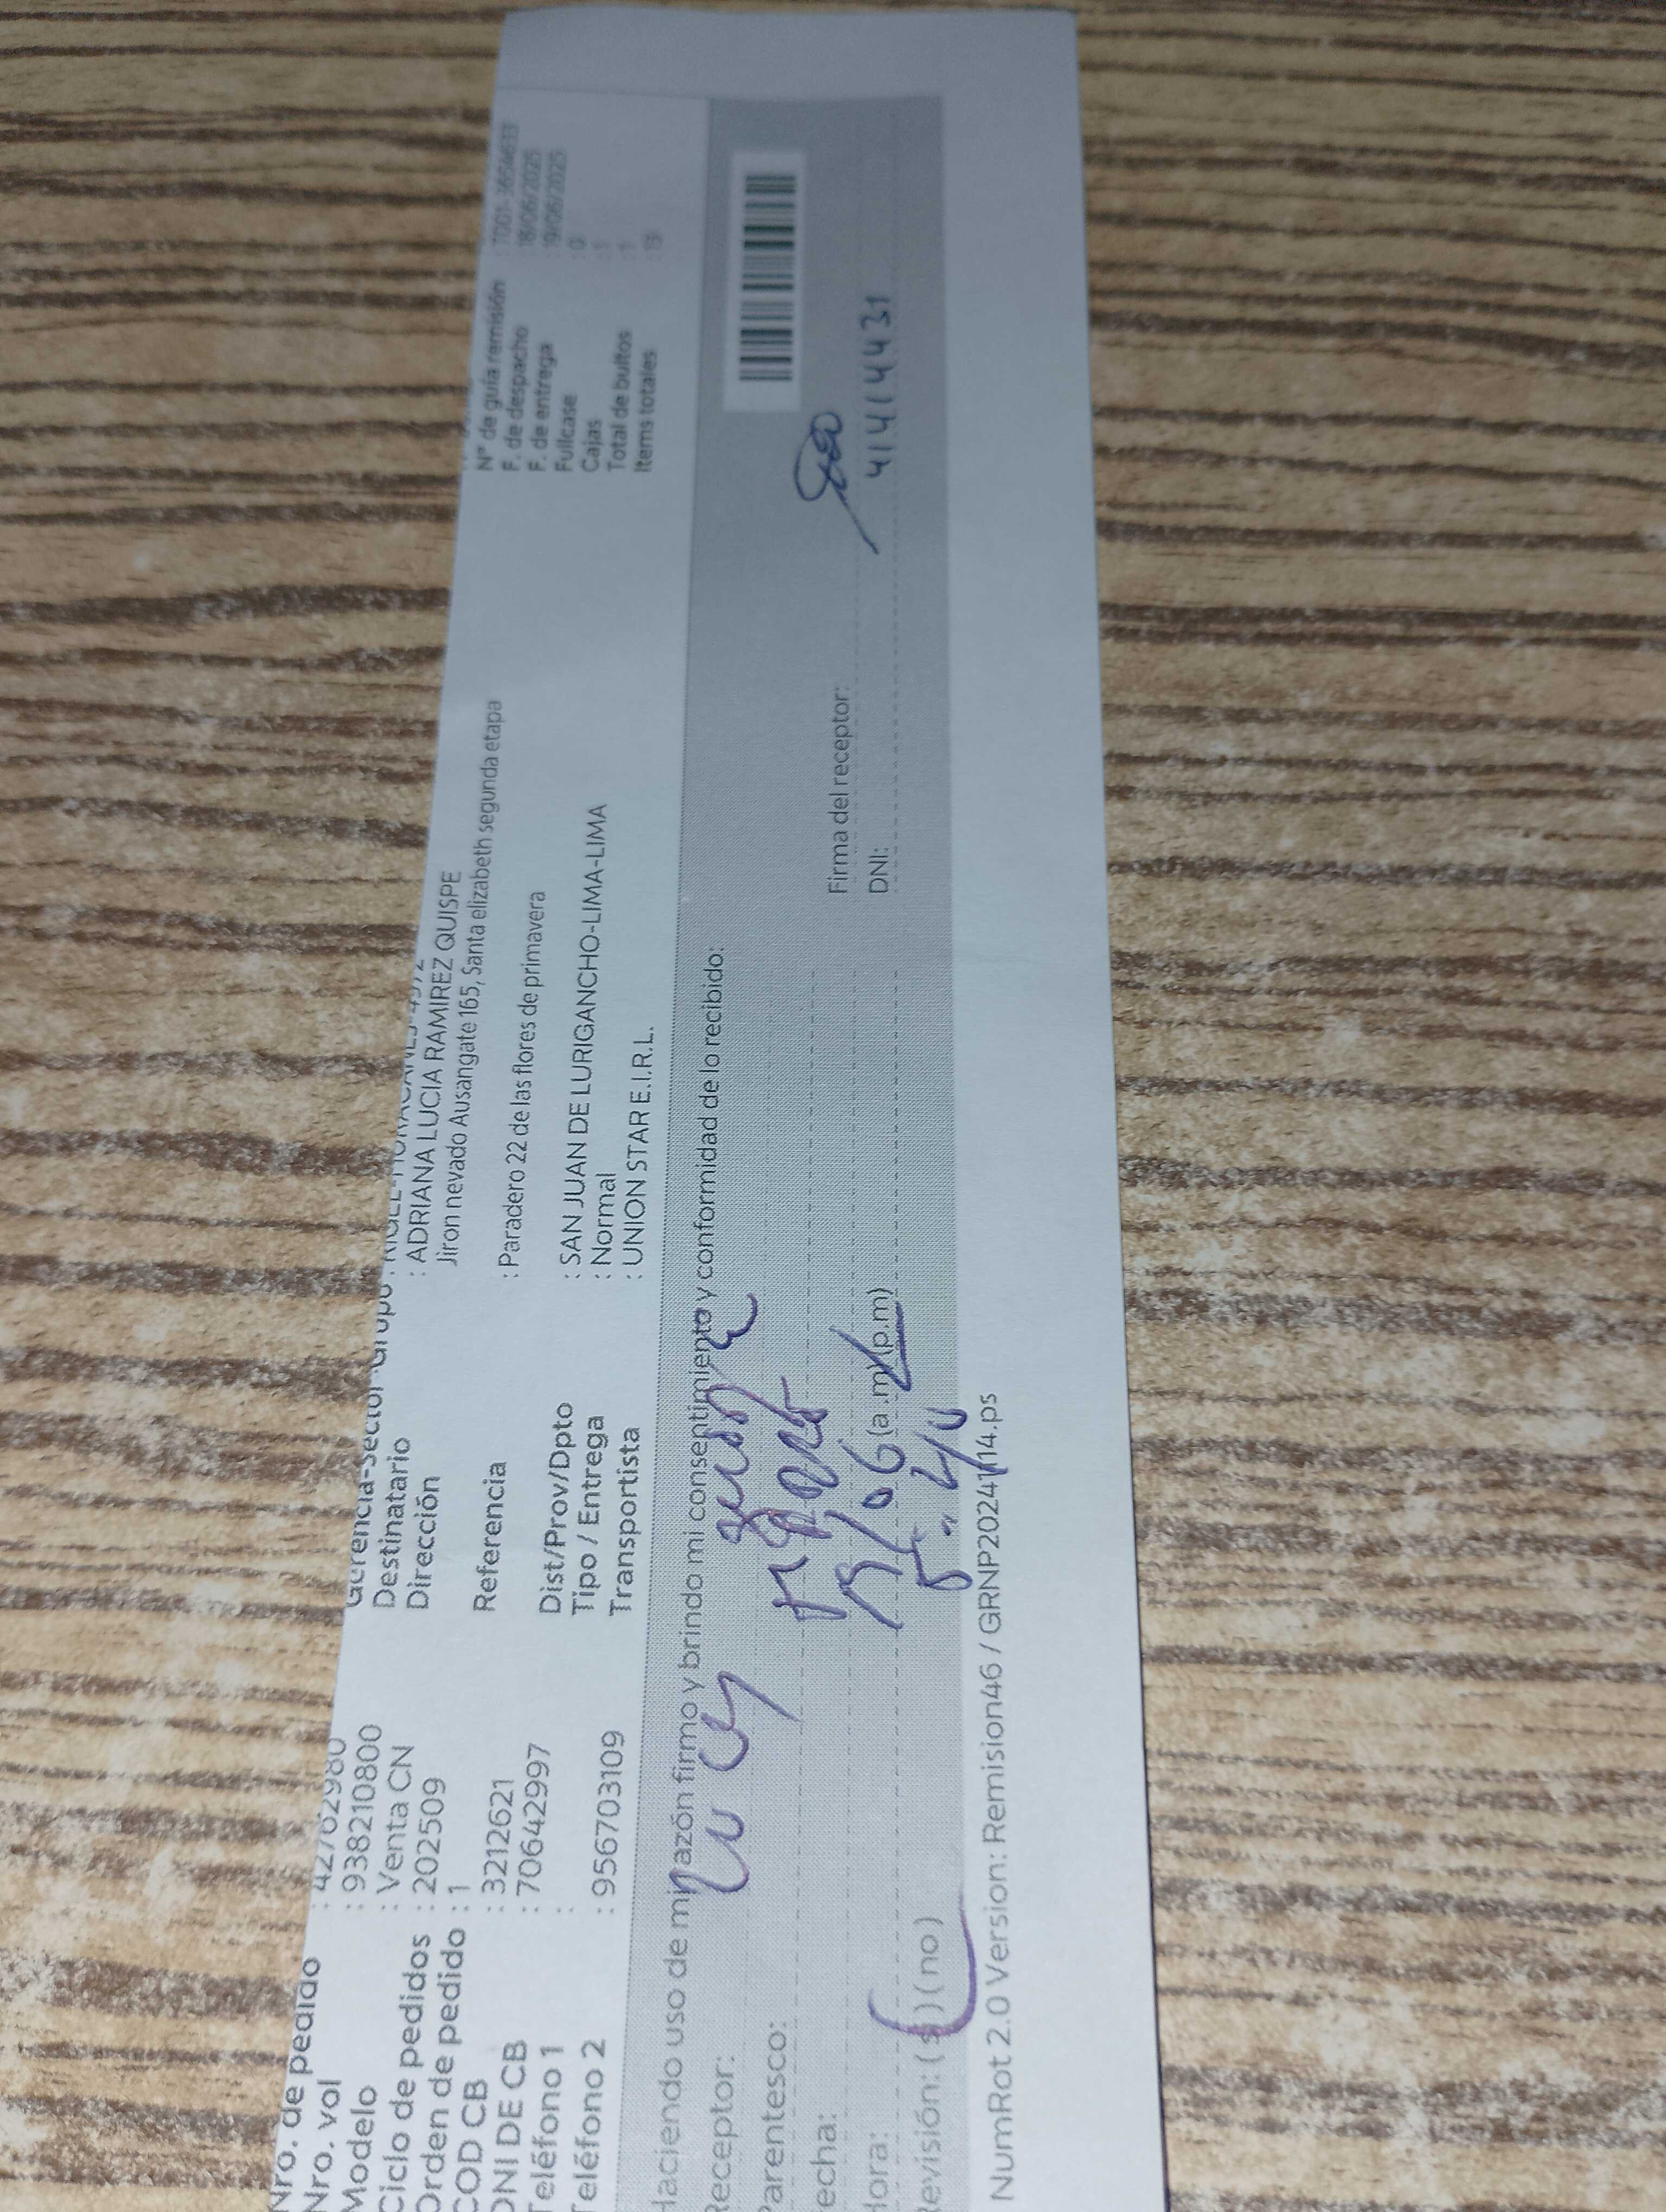 Nro. de pedido : 427762980
Nro. vol : 9382108000
Modelo : Venta CN
Ciclo de pedidos : 202509
Orden de pedido : 1
COD CB : 3212621
DNI DE CB : 70642997
Teléfono 1 :
Teléfono 2 : 956703109
Gerencia-Sector-Grupo :
Destinatario : ADRIANA LUCIA RAMIREZ QUISPE
Dirección Jiron nevado Ausangate 165, Santa elizabeth segunda etapa
Referencia : Paradero 22 de las flores de primavera
Dist/Prov/Dpto : SAN JUAN DE LURIGANCHO-LIMA-LIMA
Tipo / Entrega : Normal
Transportista : UNION STAR E.I.R.L.
N° de guía remisión
F. de despacho : 18/06/2025
F. de entrega : 19/06/2025
Fullcase : 0
Cajas : 1
Total de bultos : 1
Items totales : 13
Haciendo uso de mi razón firmo y brindo mi consentimiento y conformidad de lo recibido:
Receptor: Lucy
Parentesco:
echa:
Hora: (a.m) (p.m)
5:40
Revisión: (si) (no)
Firma del receptor:
DNI: 41414431
NumRot 2.0 Version: Remision46 / GRNP20241114.ps